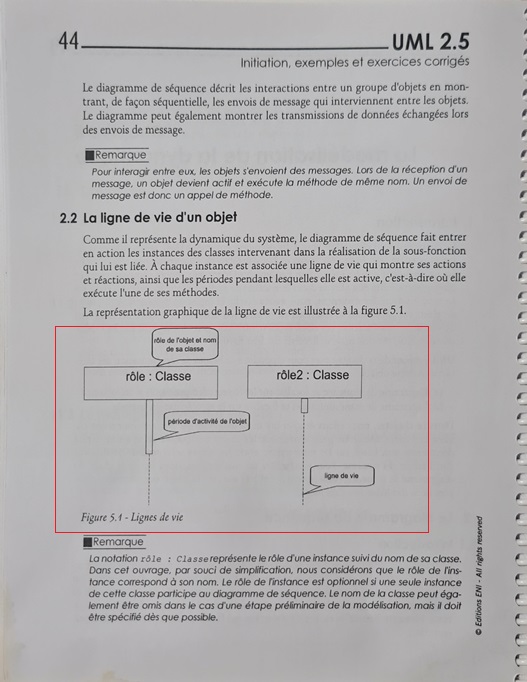 44
UML 2.5
Initiation, exemples et exercices corrigés
Le diagramme de séquence décrit les interactions entre un groupe d'objets en mon-
trant, de façon séquentielle, les envois de message qui interviennent entre les objets.
Le diagramme peut également montrer les transmissions de données échangées lors
des envois de message.
Remarque
Pour interagir entre eux, les objets s'envoient des messages. Lors de la réception d'un
message, un objet devient actif et exécute la méthode de même nom. Un envoi de
message est donc un appel de méthode.
2.2 La ligne de vie d'un objet
Comme il représente la dynamique du système, le diagramme de séquence fait entrer
en action les instances des classes intervenant dans la réalisation de la sous-fonction
qui lui est liée. À chaque instance est associée une ligne de vie qui montre ses actions
et réactions, ainsi que les périodes pendant lesquelles elle est active, c'est-à-dire où elle
exécute l'une de ses méthodes.
La représentation graphique de la ligne de vie est illustrée à la figure 5.1.
rôle de l'objet et nom
de sa classe
rôle : Classe
rôle2 : Classe
période d'activité de l'objet
ligne de vie
Figure 5.1 - Lignes de vie
Remarque
La notation rôle : Classe représente le rôle d'une instance suivi du nom de sa classe.
Dans cet ouvrage, par souci de simplification, nous considérons que le rôle de l'ins-
tance correspond à son nom. Le rôle de l'instance est optionnel si une seule instance
de cette classe participe au diagramme de séquence. Le nom de la classe peut éga-
lement être omis dans le cas d'une étape préliminaire de la modélisation, mais il doit
être spécifié dès que possible.
© Editions ENI - All rights reserved